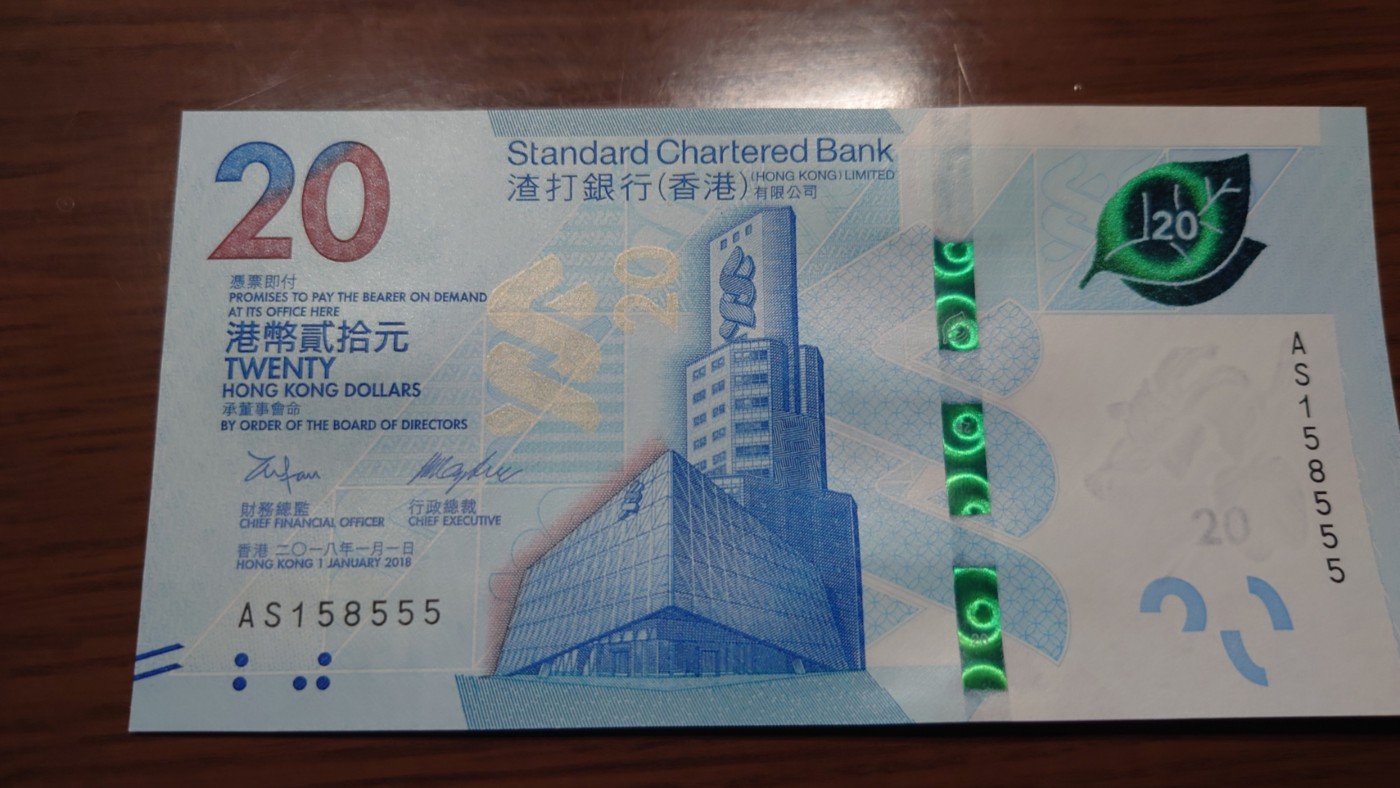 20
Standard Chartered Bank
(HONG KONG) LIMITED
渣打銀行(香港)有限公司
20
20
憑票即付
PROMISES TO PAY THE BEARER ON DEMAND
AT ITS OFFICE HERE
港幣貳拾元
TWENTY
HONG KONG DOLLARS
承董事會命
BY ORDER OF THE BOARD OF DIRECTORS
財務總監
CHIEF FINANCIAL OFFICER
行政總裁
CHIEF EXECUTIVE
香港 二〇一八年一月一日
HONG KONG 1 JANUARY 2018
AS158555
AS158555
20
20